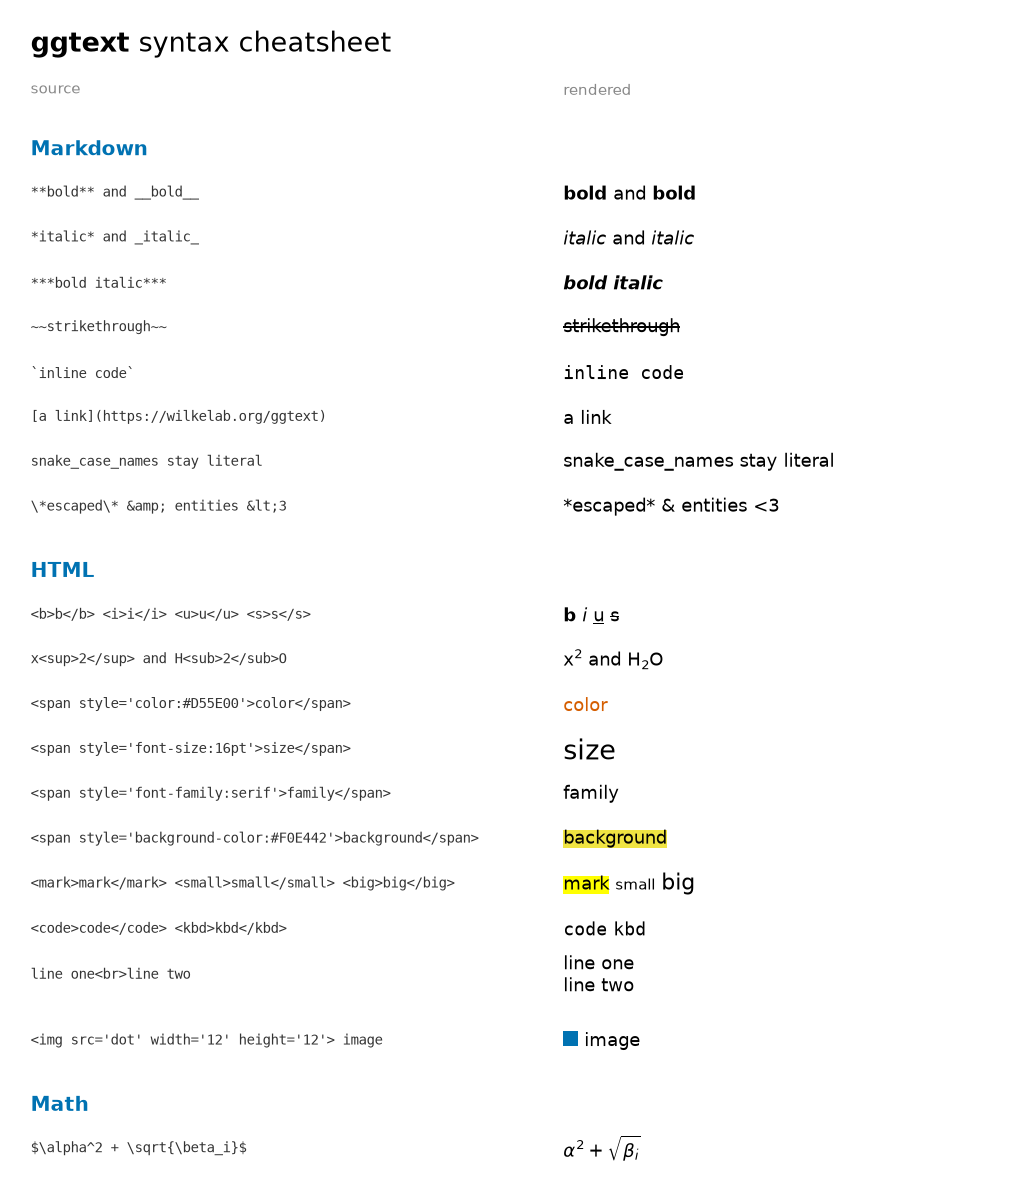 ggtext syntax cheatsheet
source rendered
Markdown
**bold** and __bold__ bold and bold
*italic* and _italic_ italic and italic
***bold italic*** bold italic
~~strikethrough~~ strikethrough
`inline code` inline code
[a link](https://wilkelab.org/ggtext) a link
snake_case_names stay literal snake_case_names stay literal
\*escaped\* &amp; entities &lt;3 *escaped* & entities <3
HTML
<b>b</b> <i>i</i> <u>u</u> <s>s</s> b i u s
x<sup>2</sup> and H<sub>2</sub>O x² and H₂O
<span style='color:#D55E00'>color</span> color
<span style='font-size:16pt'>size</span> size
<span style='font-family:serif'>family</span> family
<span style='background-color:#F0E442'>background</span> background
<mark>mark</mark> <small>small</small> <big>big</big> mark small big
<code>code</code> <kbd>kbd</kbd> code kbd
line one<br>line two line one
line two
<img src='dot' width='12' height='12'> image image
Math
$\alpha^2 + \sqrt{\beta_i}$ α² + √βᵢ